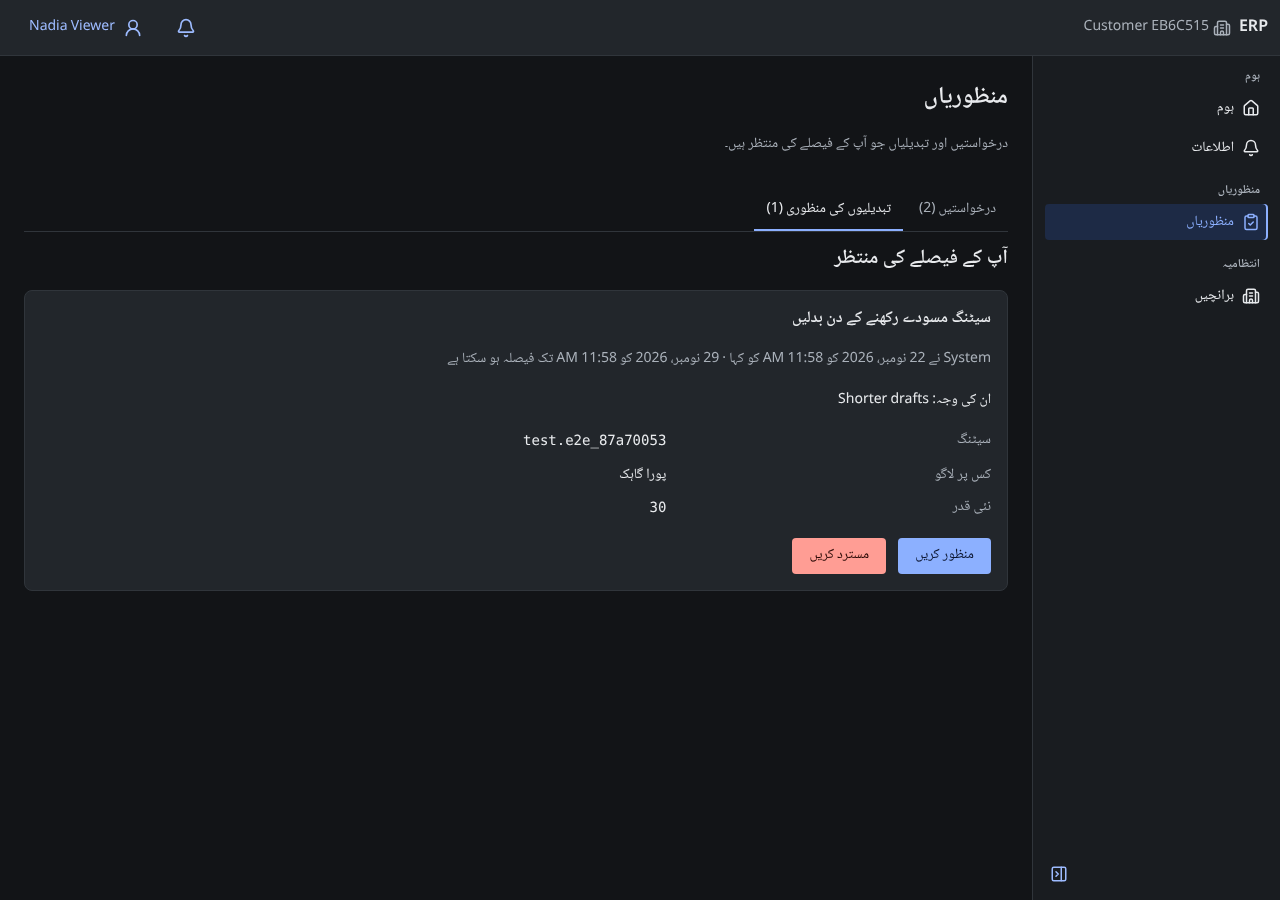 ERP
Customer EB6C515
Nadia Viewer
ہوم
ہوم
اطلاعات
منظوریاں
منظوریاں
انتظامیہ
برانچیں
منظوریاں
درخواستیں اور تبدیلیاں جو آپ کے فیصلے کی منتظر ہیں۔
درخواستیں (2)
تبدیلیوں کی منظوری (1)
آپ کے فیصلے کی منتظر
سیٹنگ مسودے رکھنے کے دن بدلیں
System نے 22 نومبر، 2026 کو 11:58 AM کو کہا · 29 نومبر، 2026 کو 11:58 AM تک فیصلہ ہو سکتا ہے
ان کی وجہ: Shorter drafts
سیٹنگ
test.e2e_87a70053
کس پر لاگو
پورا گاہک
نئی قدر
30
منظور کریں
مسترد کریں